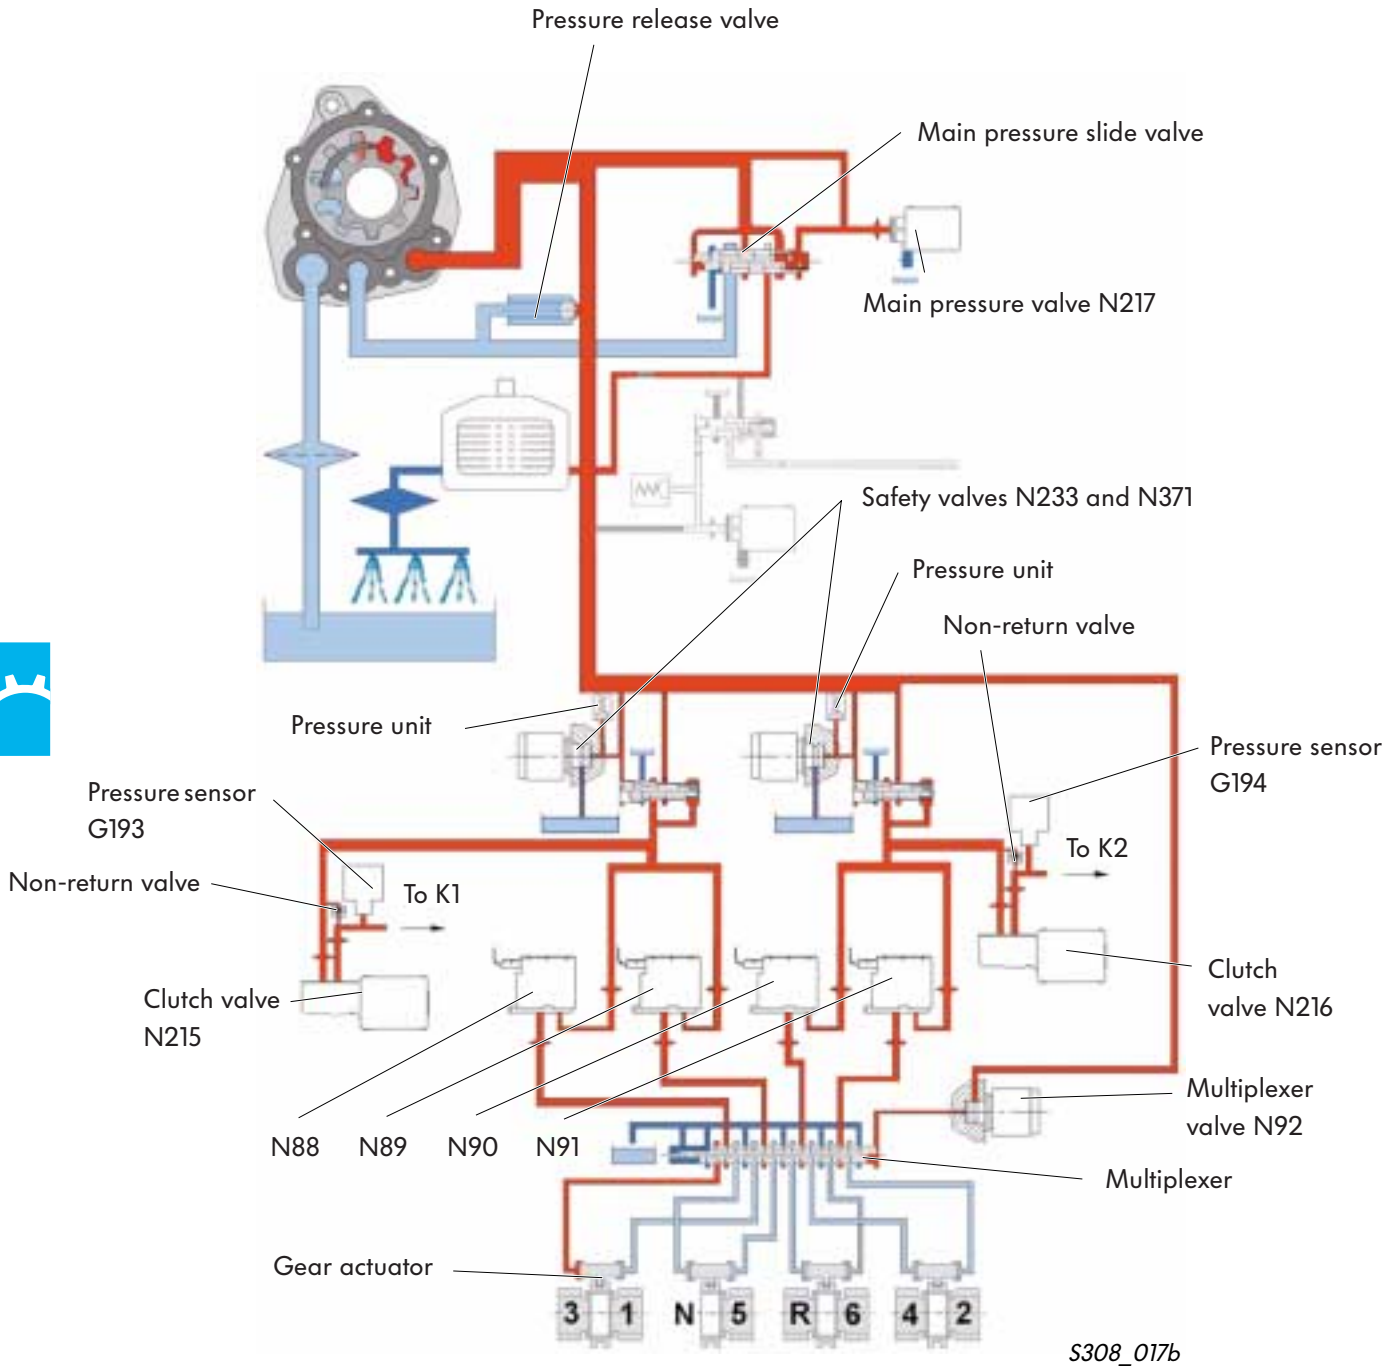 Pressure release valve
Main pressure slide valve
Main pressure valve N217
Safety valves N233 and N371
Pressure unit
Non-return valve
Pressure unit
Pressure sensor
G194
Pressure sensor
G193
To K2
Non-return valve
To K1
Clutch valve
N215
Clutch
valve N216
Multiplexer
valve N92
N88 N89 N90 N91
Multiplexer
Gear actuator
3 1 N 5 R 6 4 2
S308_017b